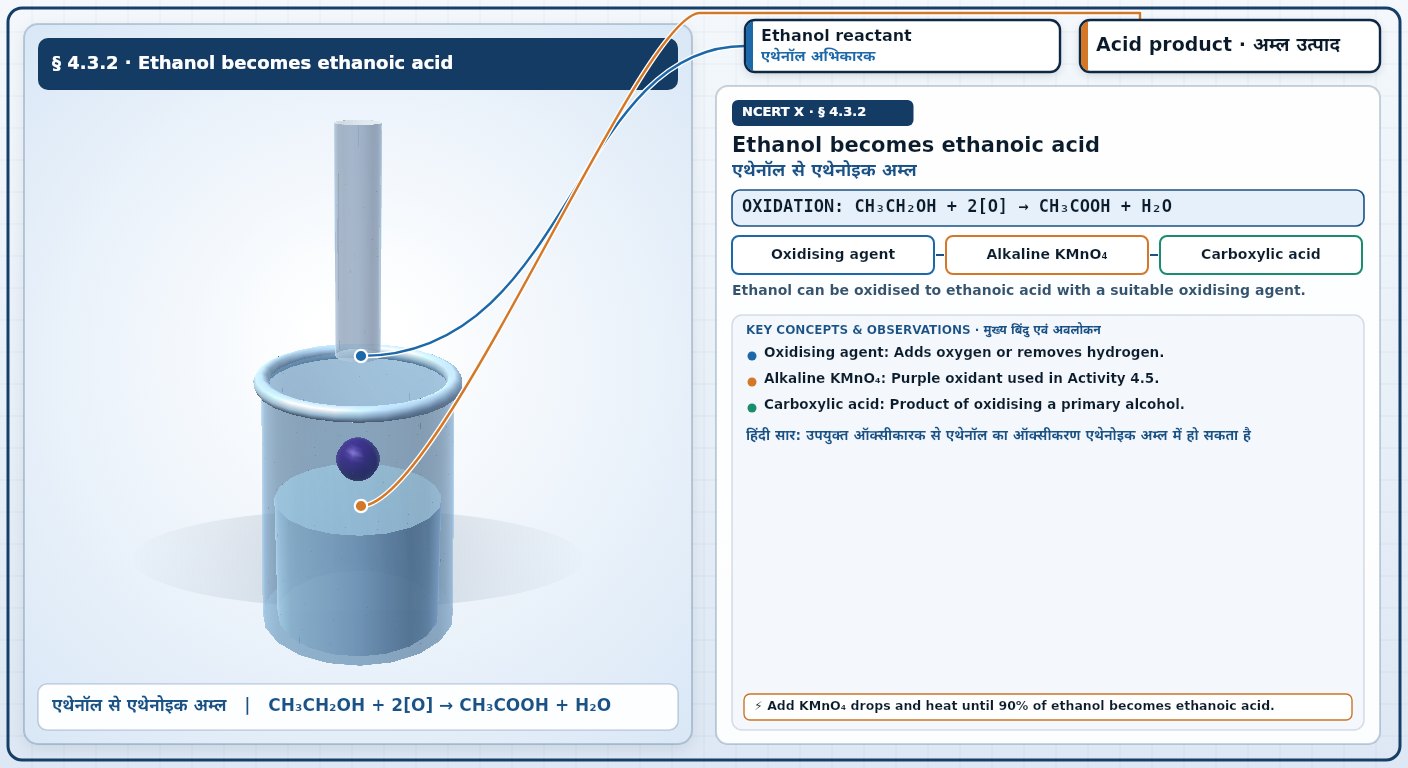 § 4.3.2 · Ethanol becomes ethanoic acid
Ethanol reactant
एथेनॉल अभिकारक
Acid product · अम्ल उत्पाद
NCERT X · § 4.3.2
Ethanol becomes ethanoic acid
एथेनॉल से एथेनोइक अम्ल
OXIDATION: CH₃CH₂OH + 2[O] → CH₃COOH + H₂O
Oxidising agent
Alkaline KMnO₄
Carboxylic acid
Ethanol can be oxidised to ethanoic acid with a suitable oxidising agent.
KEY CONCEPTS & OBSERVATIONS · मुख्य बिंदु एवं अवलोकन
Oxidising agent: Adds oxygen or removes hydrogen.
Alkaline KMnO₄: Purple oxidant used in Activity 4.5.
Carboxylic acid: Product of oxidising a primary alcohol.
हिंदी सार: उपयुक्त ऑक्सीकारक से एथेनॉल का ऑक्सीकरण एथेनोइक अम्ल में हो सकता है
⚡ Add KMnO₄ drops and heat until 90% of ethanol becomes ethanoic acid.
एथेनॉल से एथेनोइक अम्ल | CH₃CH₂OH + 2[O] → CH₃COOH + H₂O